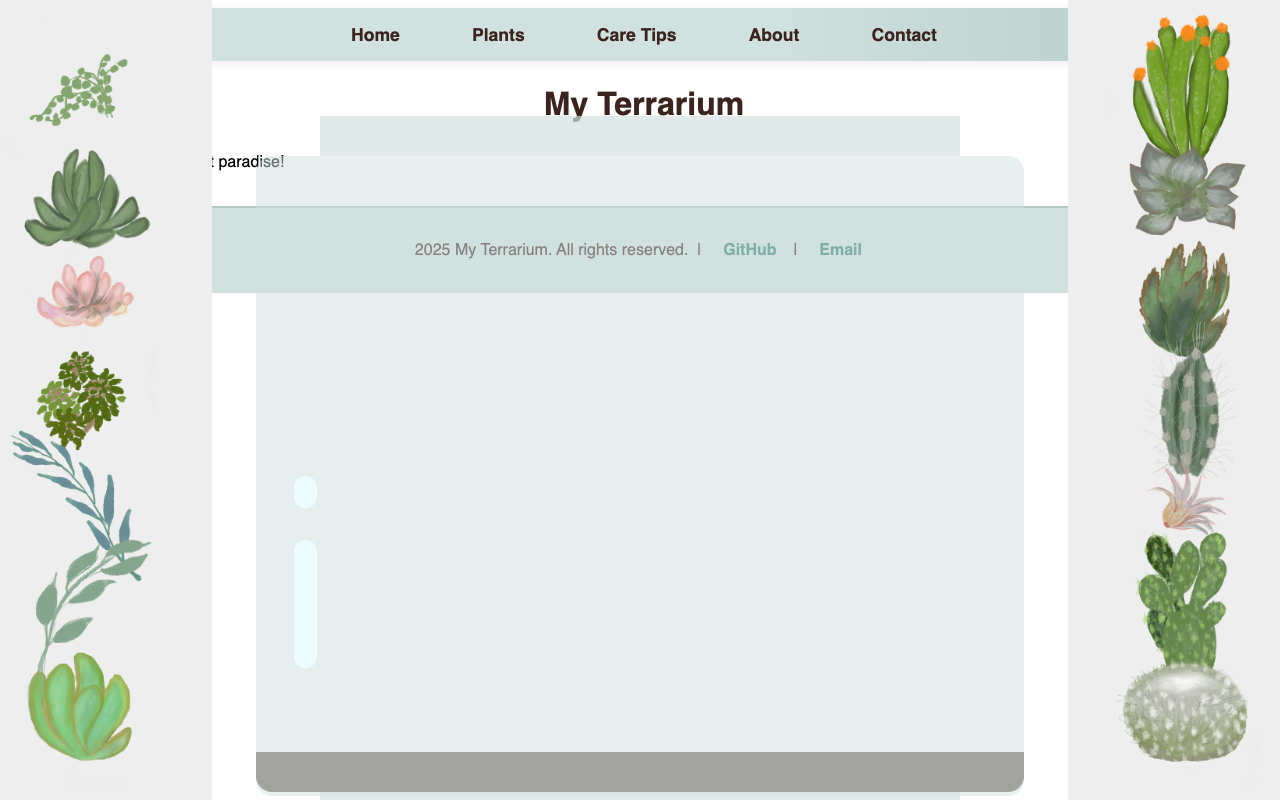 Home Plants Care Tips About Contact
My Terrarium
paradise!
2025 My Terrarium. All rights reserved. | GitHub | Email